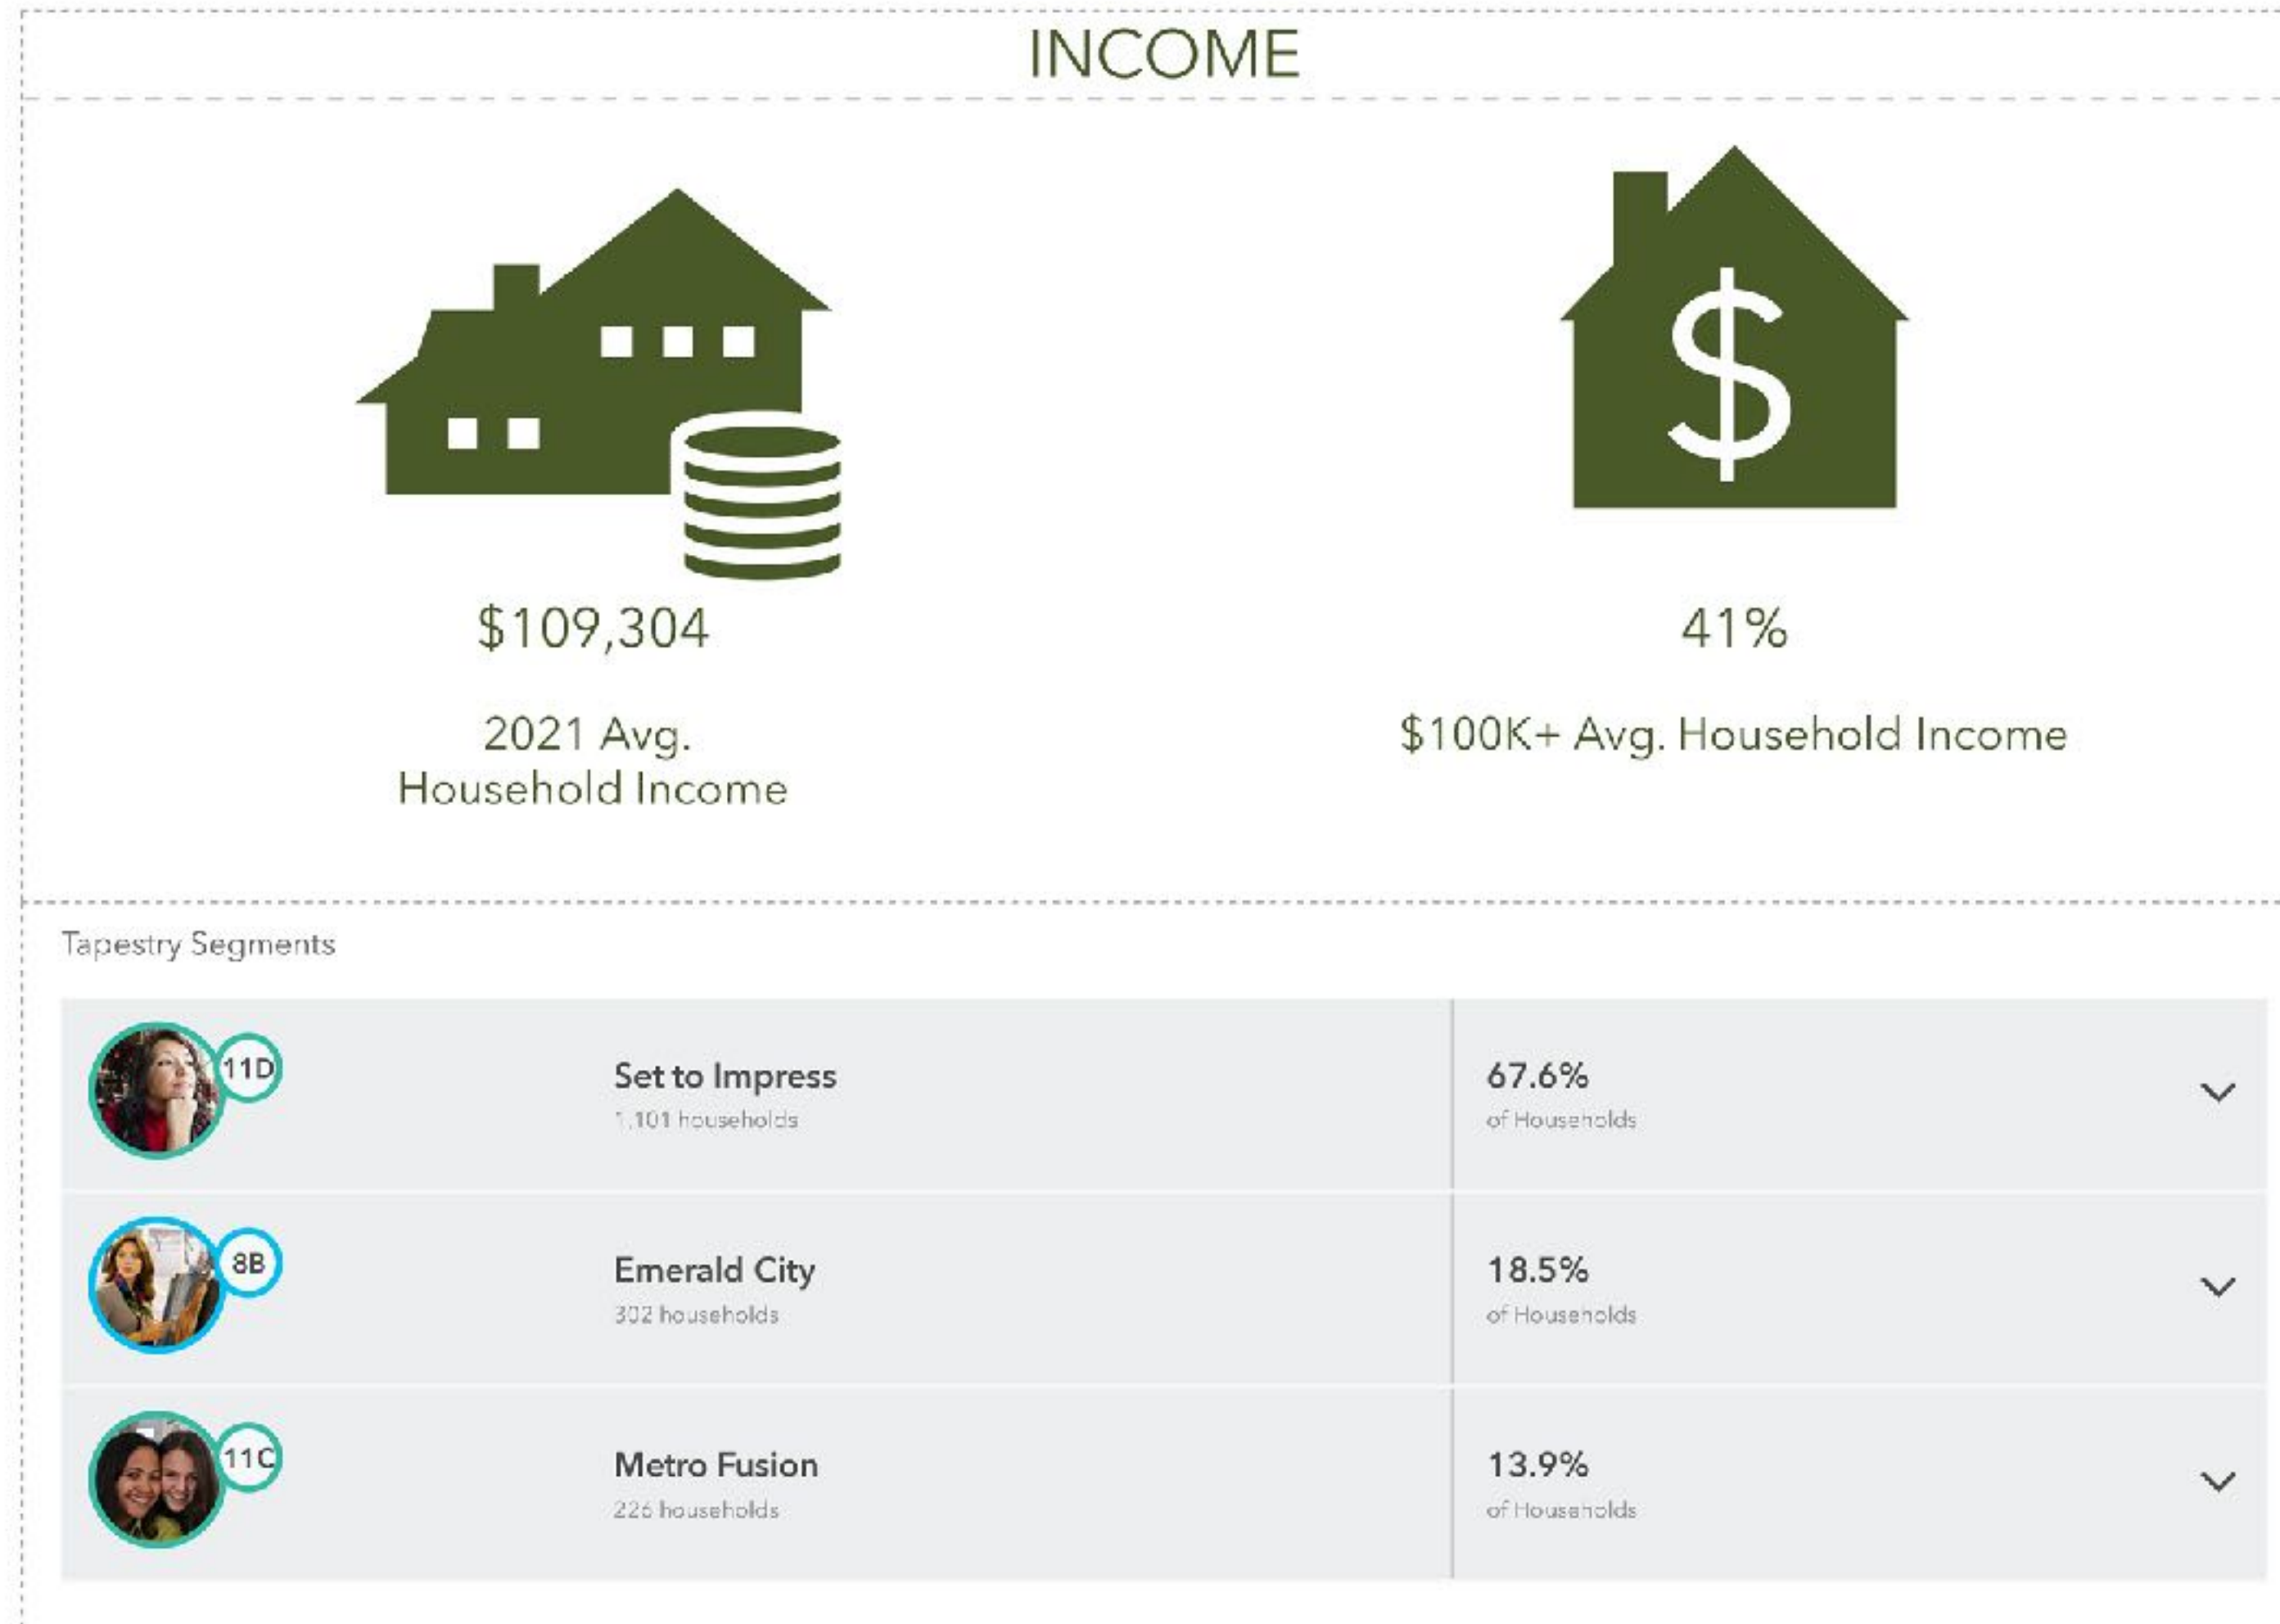 INCOME
$
$109,304
41%
2021 Avg.
Household Income
$100K+ Avg. Household Income
Tapestry Segments
11D
Set to Impress
67.6%
1,101 households
of Households
8B
Emerald City
18.5%
302 households
of Households
11C
Metro Fusion
13.9%
226 households
of Households